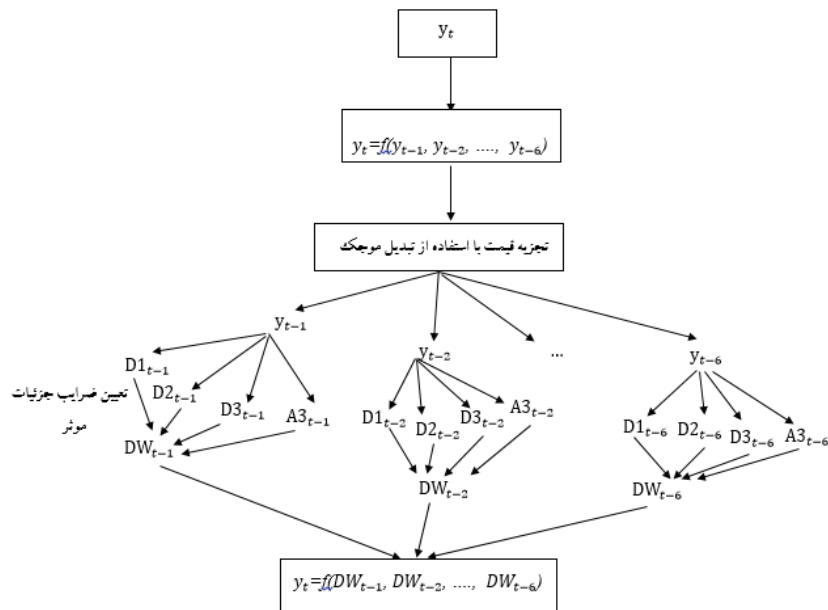 y_t
y_t=f(y_{t−1}, y_{t−2}, ...., y_{t−6})
تجزیه قیمت با استفاده از تبدیل موجک
y_{t−1}
y_{t−2}
...
y_{t−6}
D1_{t−1}
D2_{t−1}
D3_{t−1}
A3_{t−1}
D1_{t−2}
D2_{t−2}
D3_{t−2}
A3_{t−2}
D1_{t−6}
D2_{t−6}
D3_{t−6}
A3_{t−6}
تعیین ضرایب جزئیات
موثر
DW_{t−1}
DW_{t−2}
DW_{t−6}
y_t=f(DW_{t−1}, DW_{t−2}, ...., DW_{t−6})